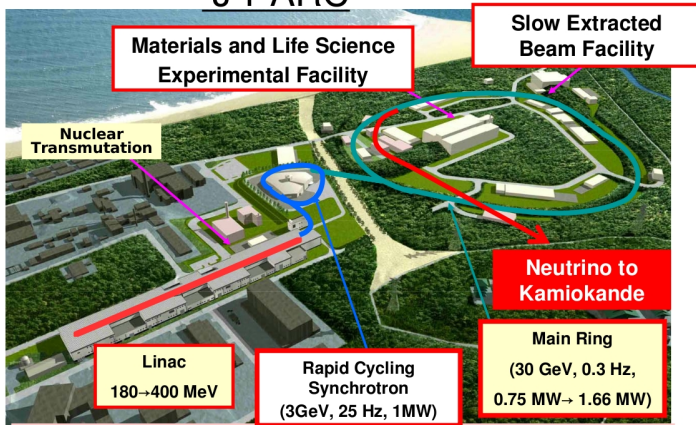 Materials and Life Science
Experimental Facility
Slow Extracted
Beam Facility
Nuclear
Transmutation
Neutrino to
Kamiokande
Linac
180→400 MeV
Rapid Cycling
Synchrotron
(3GeV, 25 Hz, 1MW)
Main Ring
(30 GeV, 0.3 Hz,
0.75 MW→ 1.66 MW)